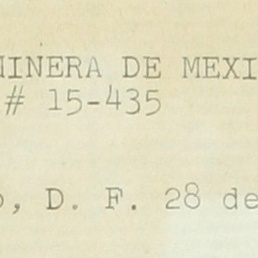 MINERA DE MEXI
# 15-435
o, D. F. 28 de